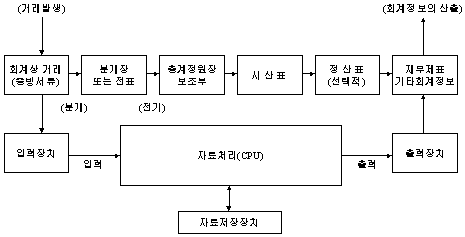 (거래발생)
(회계정보의 산출)
회계상 거래
(증빙서류)
분기장
또는 전표
총계정원장
보조부
시 산 표
정 산 표
(선택적)
재무제표
기타회계정보
(분기)
(전기)
입력장치
입력
자료처리(CPU)
출력
출력장치
자료저장장치